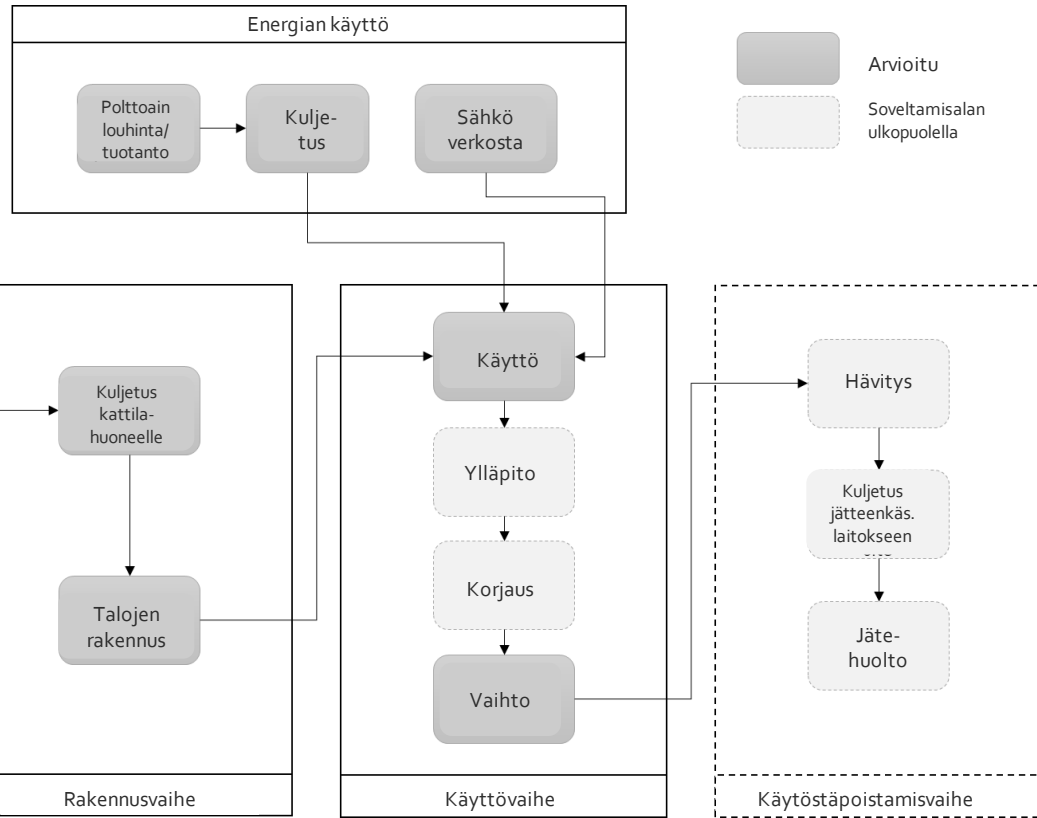 Energian käyttö
Polttoain
louhinta/
tuotanto
Kulje-
tus
Sähkö
verkosta
Arvioitu
Soveltamisalan
ulkopuolella
Kuljetus
kattila-
huoneelle
Talojen
rakennus
Rakennusvaihe
Käyttö
Ylläpito
Korjaus
Vaihto
Käyttövaihe
Hävitys
Kuljetus
jätteenkäs.
laitokseen
Jäte-
huolto
Käytöstäpoistamisvaihe